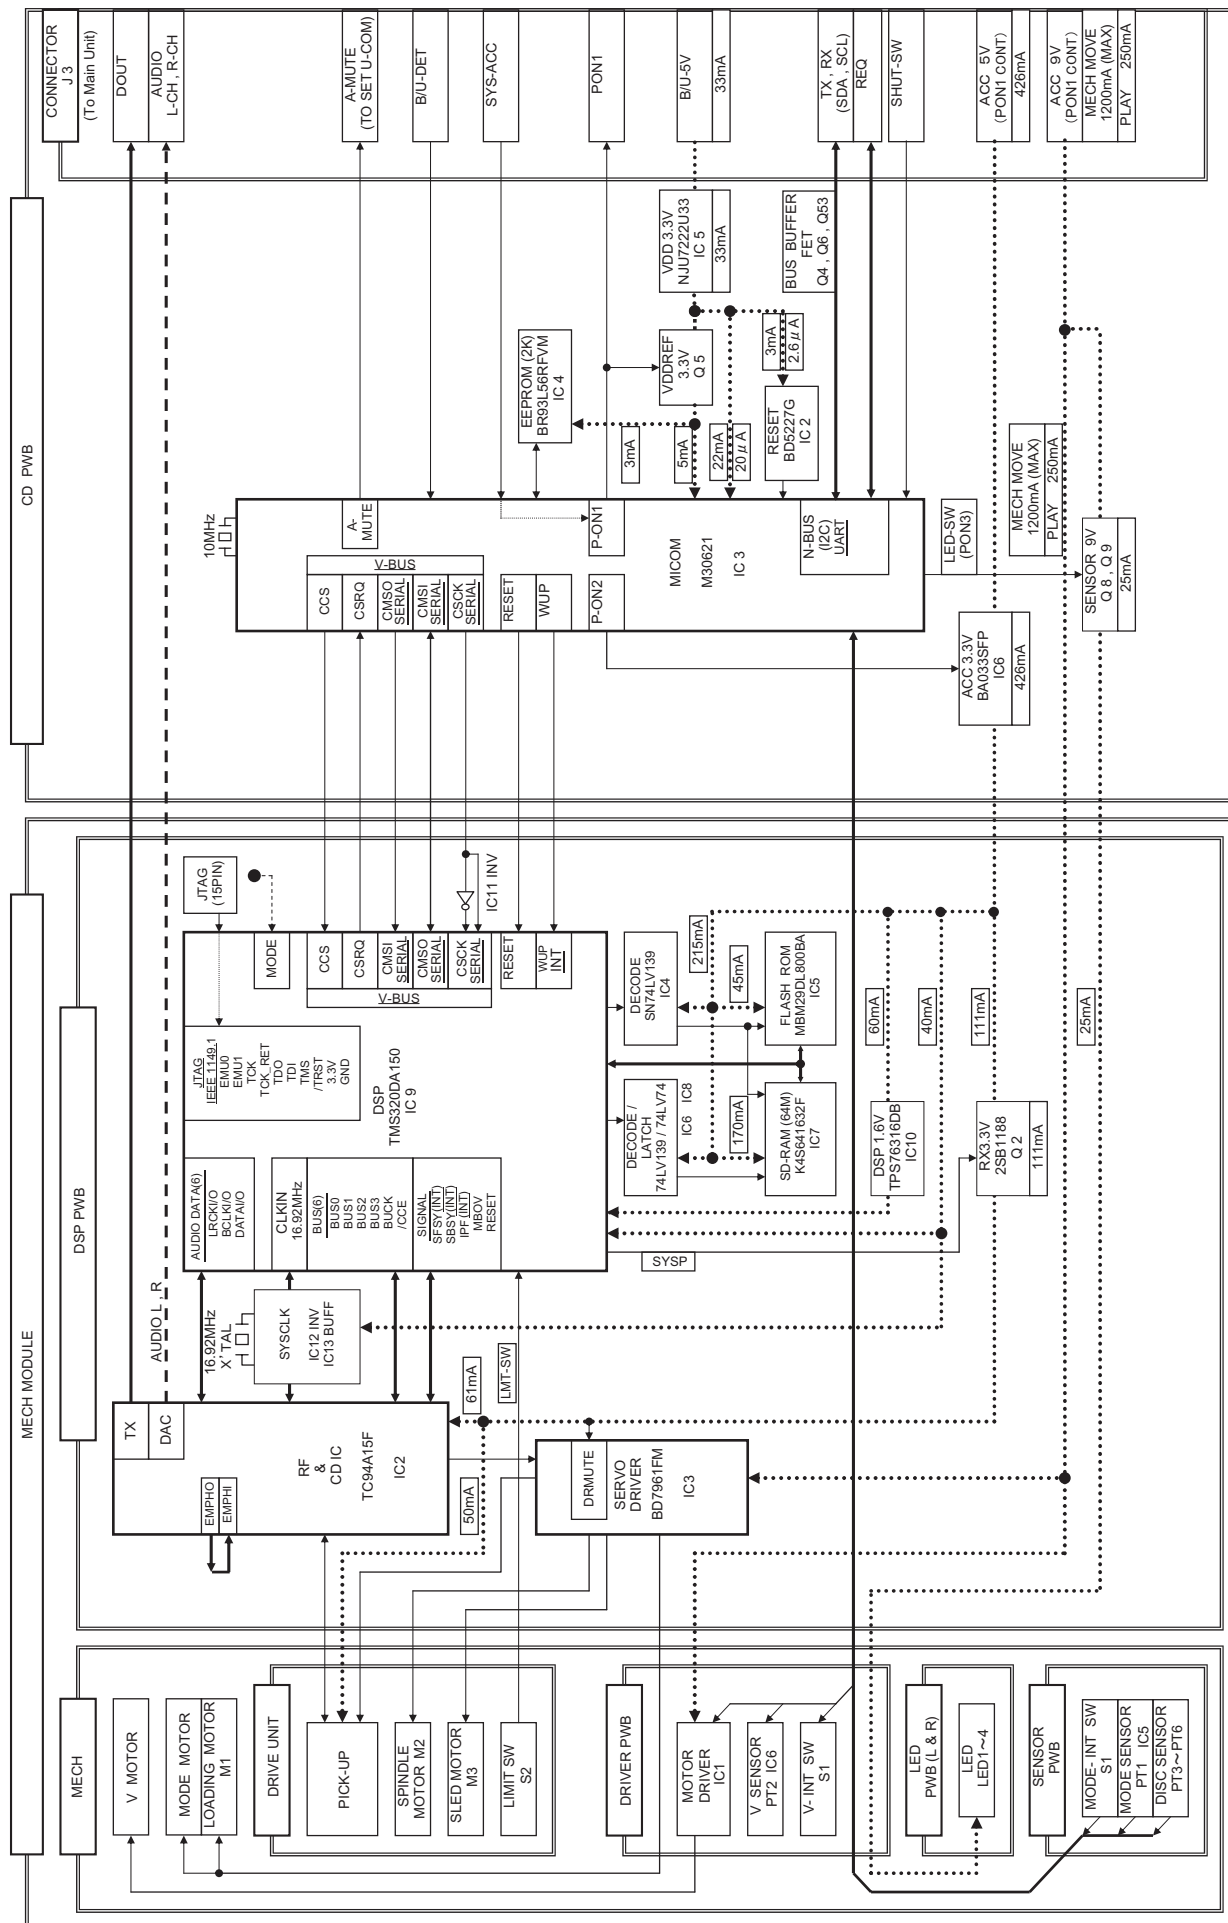 MECH MODULE
CD PWB
MECH
DSP PWB
CONNECTOR
J 3
(To Main Unit)
V MOTOR
MODE MOTOR
LOADING MOTOR
M1
DRIVE UNIT
PICK-UP
SPINDLE
MOTOR M2
SLED MOTOR
M3
LIMIT SW
S2
DRIVER PWB
MOTOR
DRIVER
IC1
V SENSOR
PT2 IC6
V- INT SW
S1
LED
PWB (L & R)
LED
LED1～4
SENSOR
PWB
MODE- INT SW
S1
MODE SENSOR
PT1 IC5
DISC SENSOR
PT3～PT6
TX
DAC
EMPHO
EMPHI
RF
&
CD IC
TC94A15F
IC2
50mA
61mA
LMT-SW
DRMUTE
SERVO
DRIVER
BD7961FM
IC3
AUDIO L , R
16.92MHz
X' TAL
SYSCLK
IC12 INV
IC13 BUFF
AUDIO DATA(6)
LRCKI/O
BCLKI/O
DATAI/O
CLKIN
16.92MHz
BUS(6)
BUS0
BUS1
BUS2
BUS3
BUCK
/CCE
SIGNAL
SFSY(INT)
SBSY(INT)
IPF(INT)
MBOV
RESET
JTAG
IEEE 1149.1
EMU0
EMU1
TCK
TCK_RET
TDO
TDI
TMS
/TRST
3.3V
GND
DSP
TMS320DA150
IC 9
JTAG
(15PIN)
MODE
CCS
CSRQ
CMSI
SERIAL
CMSO
SERIAL
CSCK
SERIAL
V-BUS
RESET
WUP
INT
IC11 INV
SYSP
DECODE /
LATCH
74LV139 / 74LV74
IC6 IC8
DECODE
SN74LV139
IC4
215mA
170mA
45mA
SD-RAM (64M)
K4S641632F
IC7
FLASH ROM
MBM29DL800BA
IC5
DSP 1.6V
TPS76316DB
IC10
60mA
40mA
RX3.3V
2SB1188
Q 2
111mA
111mA
25mA
10MHz
CCS
CSRQ
CMSO
SERIAL
CMSI
SERIAL
CSCK
SERIAL
V-BUS
RESET
WUP
P-ON2
A-
MUTE
P-ON1
MICOM
M30621
IC 3
N-BUS
(I2C)
UART
LED-SW
(PON3)
ACC 3.3V
BA033SFP
IC6
426mA
SENSOR 9V
Q 8 , Q 9
25mA
MECH MOVE
1200mA (MAX)
PLAY 250mA
EEPROM (2K)
BR93L56RFVM
IC 4
3mA
5mA
22mA
20 μ A
VDDREF
3.3V
Q 5
VDD 3.3V
NJU7222U33
IC 5
33mA
3mA
2.6 μ A
RESET
BD5227G
IC 2
BUS BUFFER
FET
Q4 , Q6 , Q53
DOUT
AUDIO
L-CH , R-CH
A-MUTE
(TO SET U-COM)
B/U-DET
SYS-ACC
PON1
B/U-5V
33mA
TX , RX
(SDA , SCL)
REQ
SHUT-SW
ACC 5V
(PON1 CONT)
426mA
ACC 9V
(PON1 CONT)
MECH MOVE
1200mA (MAX)
PLAY 250mA